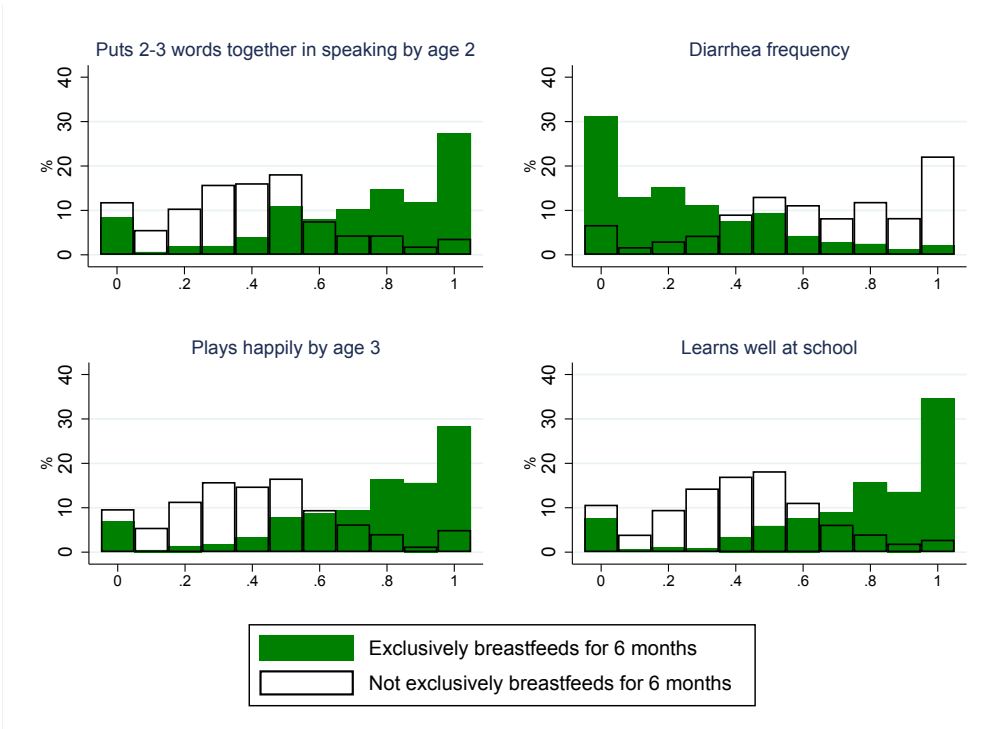 Puts 2-3 words together in speaking by age 2
%
0 10 20 30 40
0 .2 .4 .6 .8 1
Diarrhea frequency
%
0 10 20 30 40
0 .2 .4 .6 .8 1
Plays happily by age 3
%
0 10 20 30 40
0 .2 .4 .6 .8 1
Learns well at school
%
0 10 20 30 40
0 .2 .4 .6 .8 1
Exclusively breastfeeds for 6 months
Not exclusively breastfeeds for 6 months